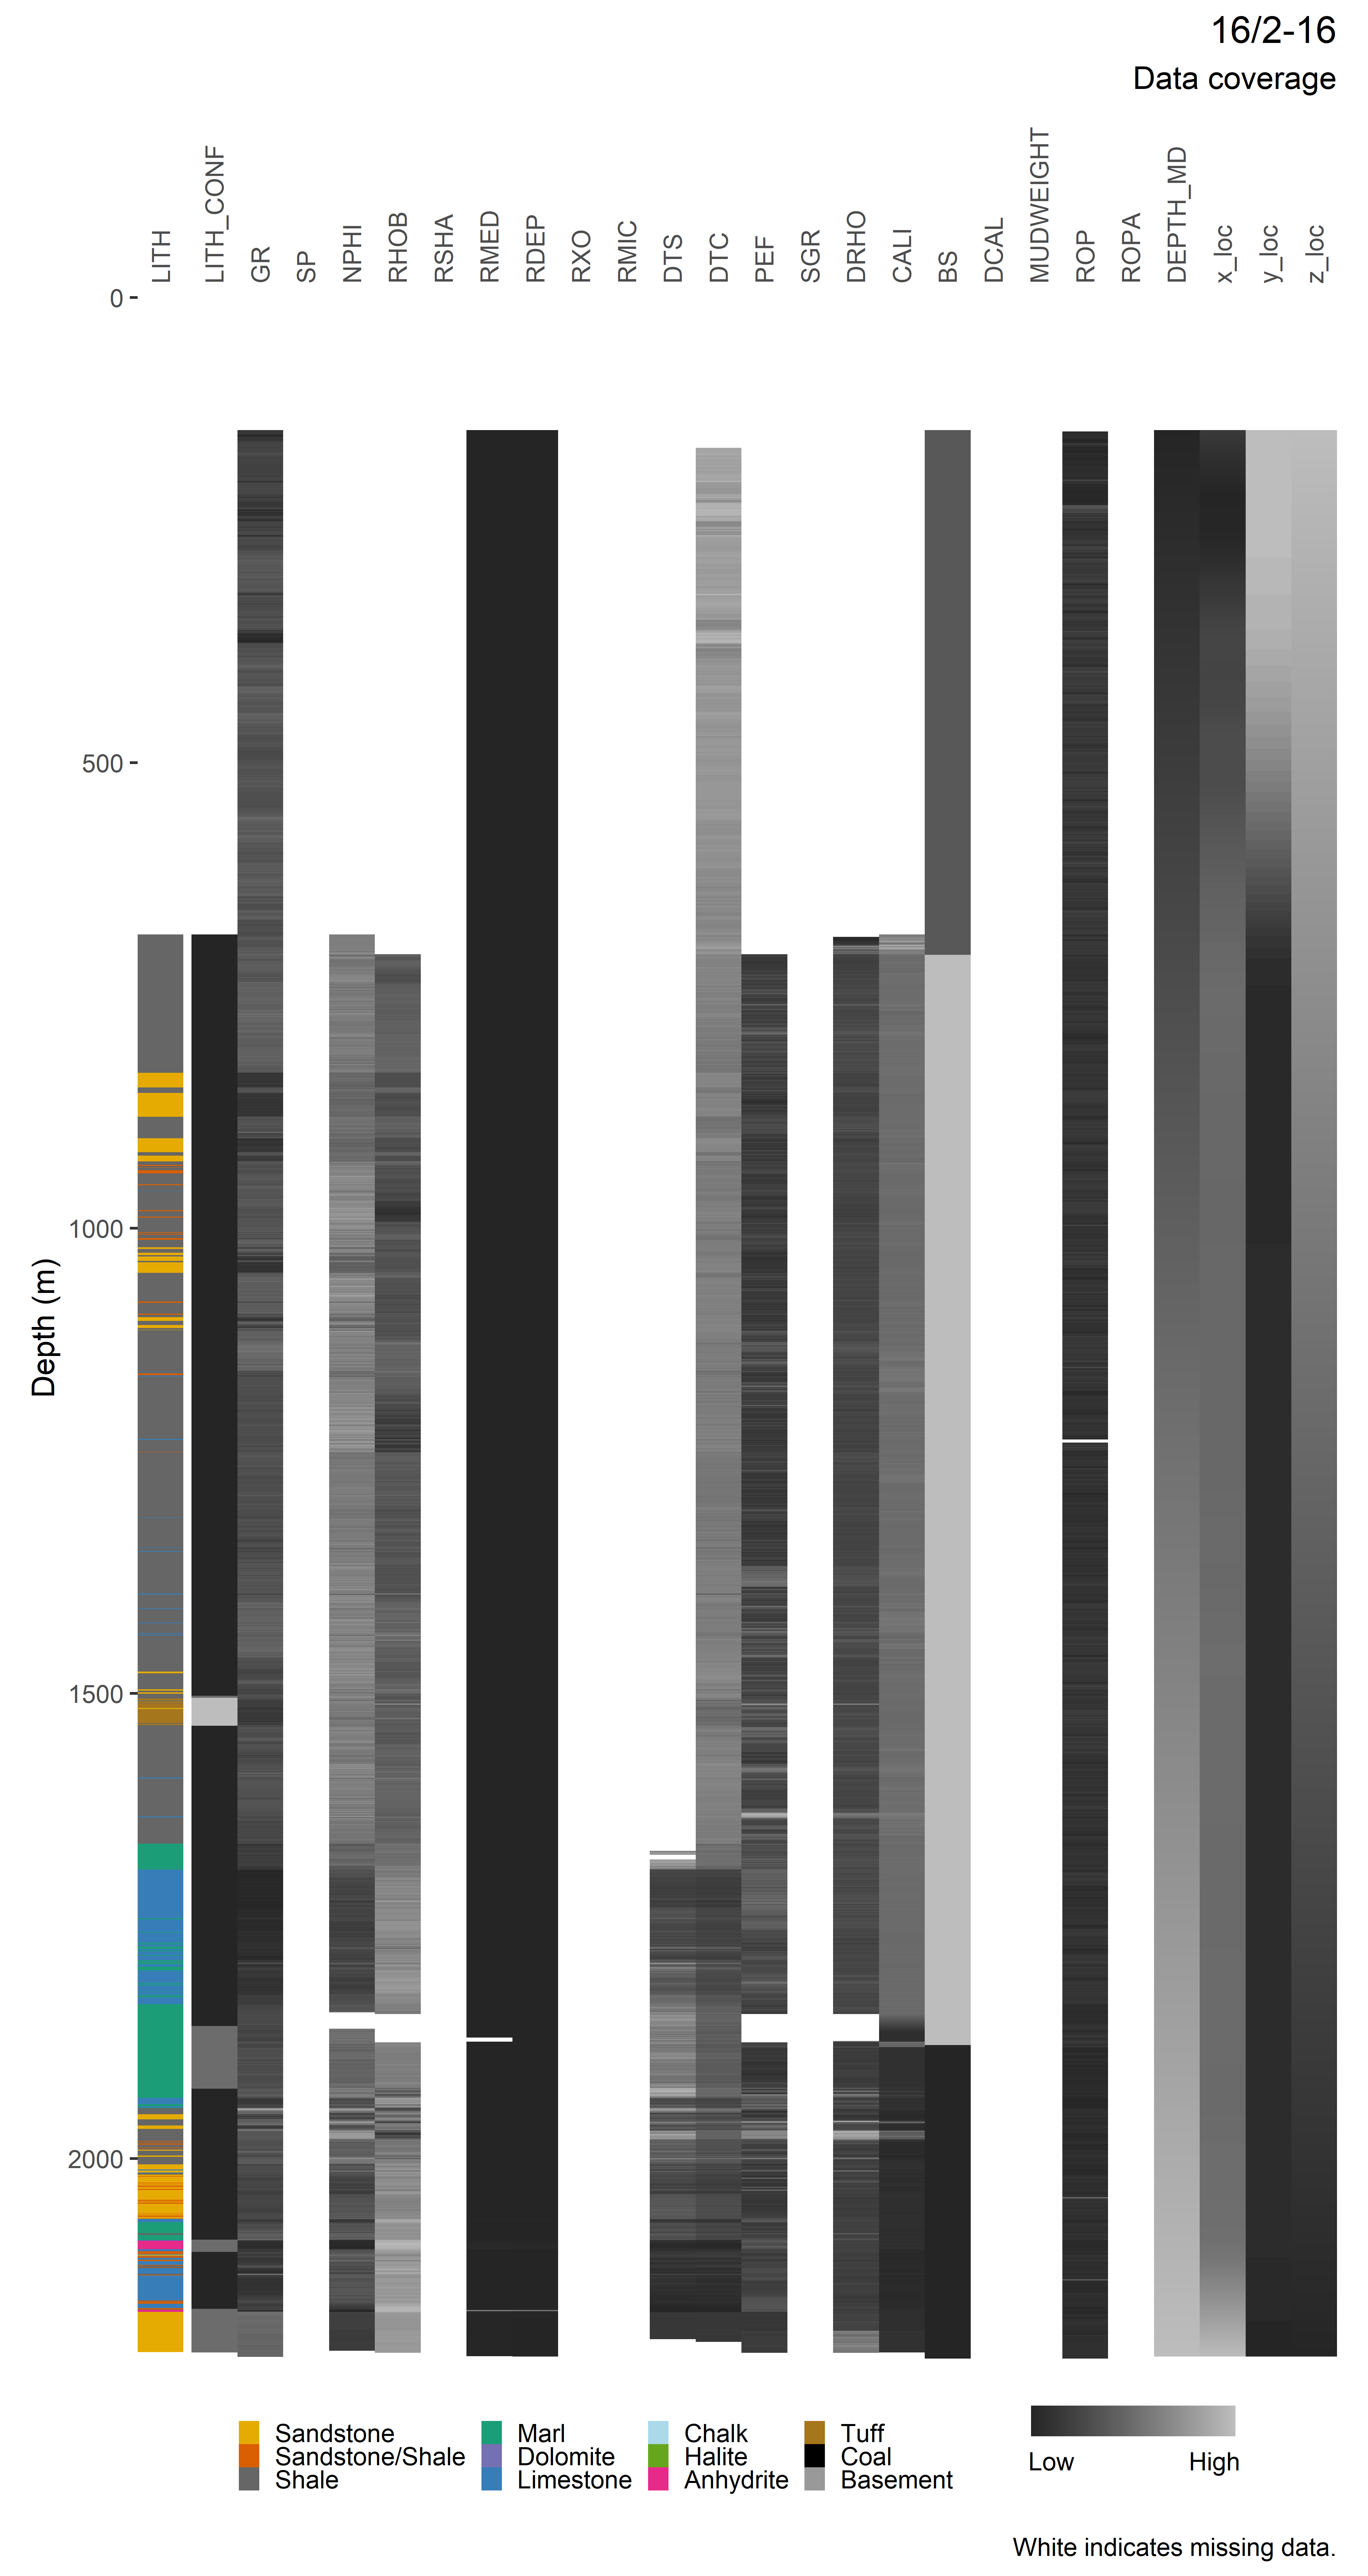 16/2-16
Data coverage
LITH
LITH_CONF
GR
SP
NPHI
RHOB
RSHA
RMED
RDEP
RXO
RMIC
DTS
DTC
PEF
SGR
DRHO
CALI
BS
DCAL
MUDWEIGHT
ROP
ROPA
DEPTH_MD
x_loc
y_loc
z_loc
0
500
1000
1500
2000
Depth (m)
Sandstone
Sandstone/Shale
Shale
Marl
Dolomite
Limestone
Chalk
Halite
Anhydrite
Tuff
Coal
Basement
Low High
White indicates missing data.